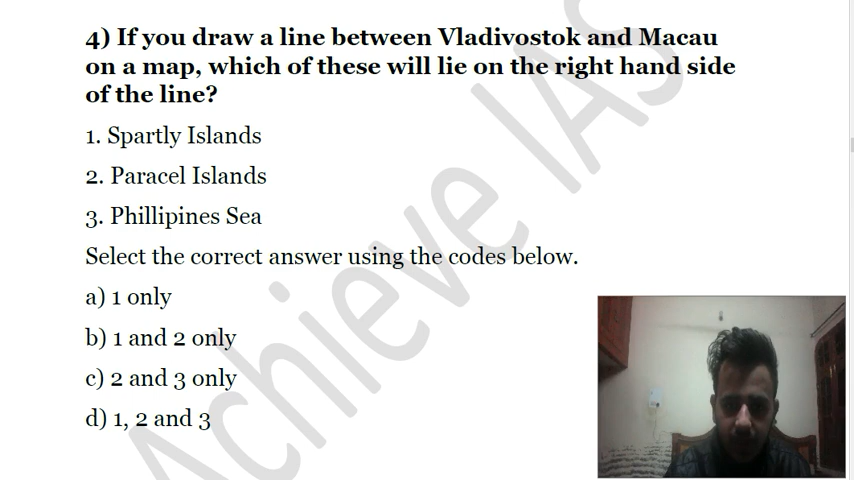 4) If you draw a line between Vladivostok and Macau
on a map, which of these will lie on the right hand side
of the line?
1. Spartly Islands
2. Paracel Islands
3. Phillipines Sea
Select the correct answer using the codes below.
a) 1 only
b) 1 and 2 only
c) 2 and 3 only
d) 1, 2 and 3
Achieve IAS